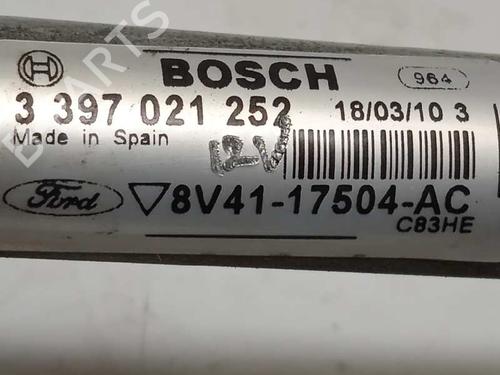 BOSCH 964
3 397 021 252 18/03/10 3
Made in Spain 12V
Ford 8V41-17504-AC
C83HE
PARTS